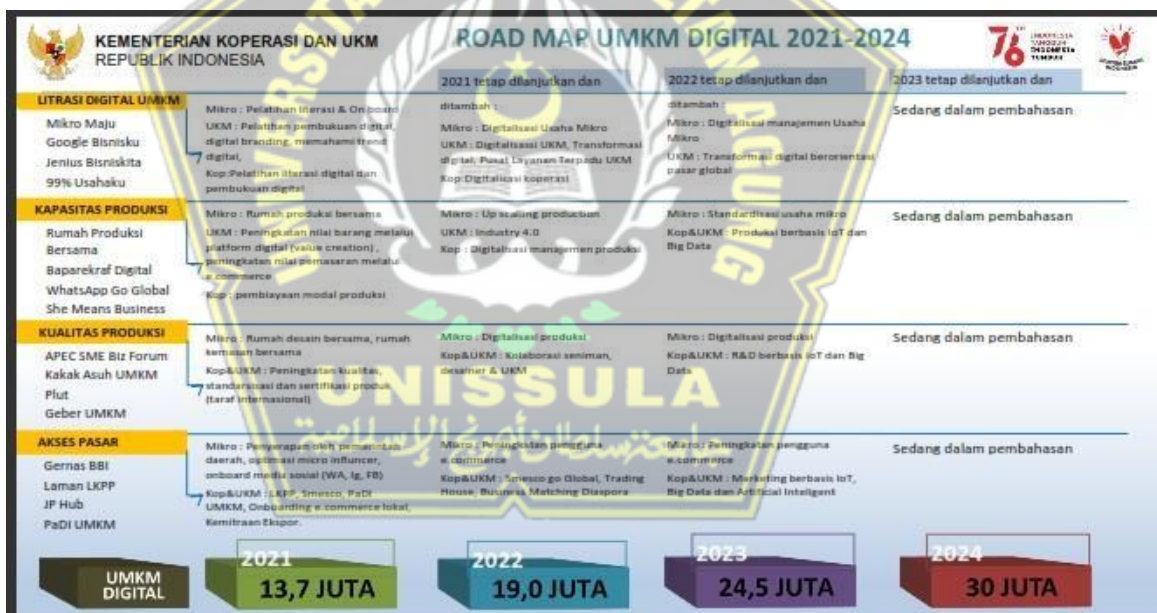 KEMENTERIAN KOPERASI DAN UKM
REPUBLIK INDONESIA
ROAD MAP UMKM DIGITAL 2021-2024
76
INDONESIA
TANGGUH
INDONESIA
TUMBUH
2021 tetap dilanjutkan dan
ditambah :
2022 tetap dilanjutkan dan
ditambah :
2023 tetap dilanjutkan dan
LITRASI DIGITAL UMKM
Mikro Maju
Google Bisnisku
Jenius Bisniskita
99% Usahaku
Mikro : Pelatihan literasi & On board
UKM : Pelatihan pembukuan digital,
digital branding, memahami trend
digital,
Kop:Pelatihan literasi digital dan
pembukuan digital
Mikro : Digitalisasi Usaha Mikro
UKM : Digitalisasi UKM, Transformasi
digital, Pusat Layanan Terpadu UKM
Kop:Digitalisasi koperasi
Mikro : Digitalisasi manajemen Usaha
Mikro
UKM : Transformasi digital berorientasi
pasar global
Sedang dalam pembahasan
KAPASITAS PRODUKSI
Rumah Produksi
Bersama
Baparekraf Digital
WhatsApp Go Global
She Means Business
Mikro : Rumah produksi bersama
UKM : Peningkatan nilai barang melalui
platform digital (value creation) ,
peningkatan nilai pemasaran melalui
e.commerce
Kop : pembiayaan modal produksi
Mikro : Up scaling production
UKM : Industry 4.0
Kop : Digitalisasi manajemen produksi
Mikro : Standardisasi usaha mikro
Kop&UKM : Produksi berbasis IoT dan
Big Data
Sedang dalam pembahasan
KUALITAS PRODUKSI
APEC SME Biz Forum
Kakak Asuh UMKM
Plut
Geber UMKM
Mikro : Rumah desain bersama, rumah
kemasan bersama
Kop&UKM : Peningkatan kualitas,
standarisasi dan sertifikasi produk
(taraf internasional)
Mikro : Digitalisasi produksi
Kop&UKM : Kolaborasi seniman,
desainer & UKM
Mikro : Digitalisasi produksi
Kop&UKM : R&D berbasis IoT dan Big
Data
Sedang dalam pembahasan
AKSES PASAR
Gernas BBI
Laman LKPP
JP Hub
PaDI UMKM
Mikro : Penyerapan oleh pemerintah
daerah, optimasi micro influncer,
onboard media sosial (WA, Ig, FB)
Kop&UKM : LKPP, Smesco, PaDI
UMKM, Onboarding e.commerce lokal,
Kemitraan Ekspor.
Mikro : Peningkatan pengguna
e.commerce
Kop&UKM : Smesco go Global, Trading
House, Business Matching Diaspora
Mikro : Peningkatan pengguna
e.commerce
Kop&UKM : Marketing berbasis IoT,
Big Data dan Artificial Inteligent
Sedang dalam pembahasan
UMKM
DIGITAL
2021
13,7 JUTA
2022
19,0 JUTA
2023
24,5 JUTA
2024
30 JUTA
UNIVERSITAS
AGUNG
UNISSULA